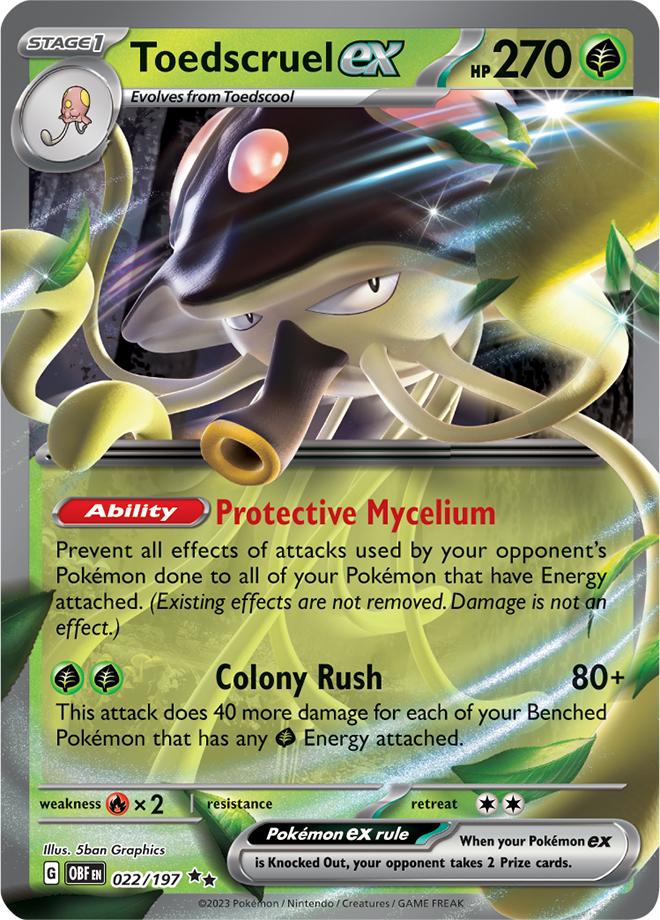 STAGE 1
Toedscruel ex
HP 270
Evolves from Toedscool
Ability Protective Mycelium
Prevent all effects of attacks used by your opponent's
Pokémon done to all of your Pokémon that have Energy
attached. (Existing effects are not removed. Damage is not an
effect.)
Colony Rush 80+
This attack does 40 more damage for each of your Benched
Pokémon that has any Energy attached.
weakness ×2 resistance retreat
Illus. 5ban Graphics
Pokémon ex rule
When your Pokémon ex
is Knocked Out, your opponent takes 2 Prize cards.
G OBF EN 022/197
©2023 Pokémon / Nintendo / Creatures / GAME FREAK